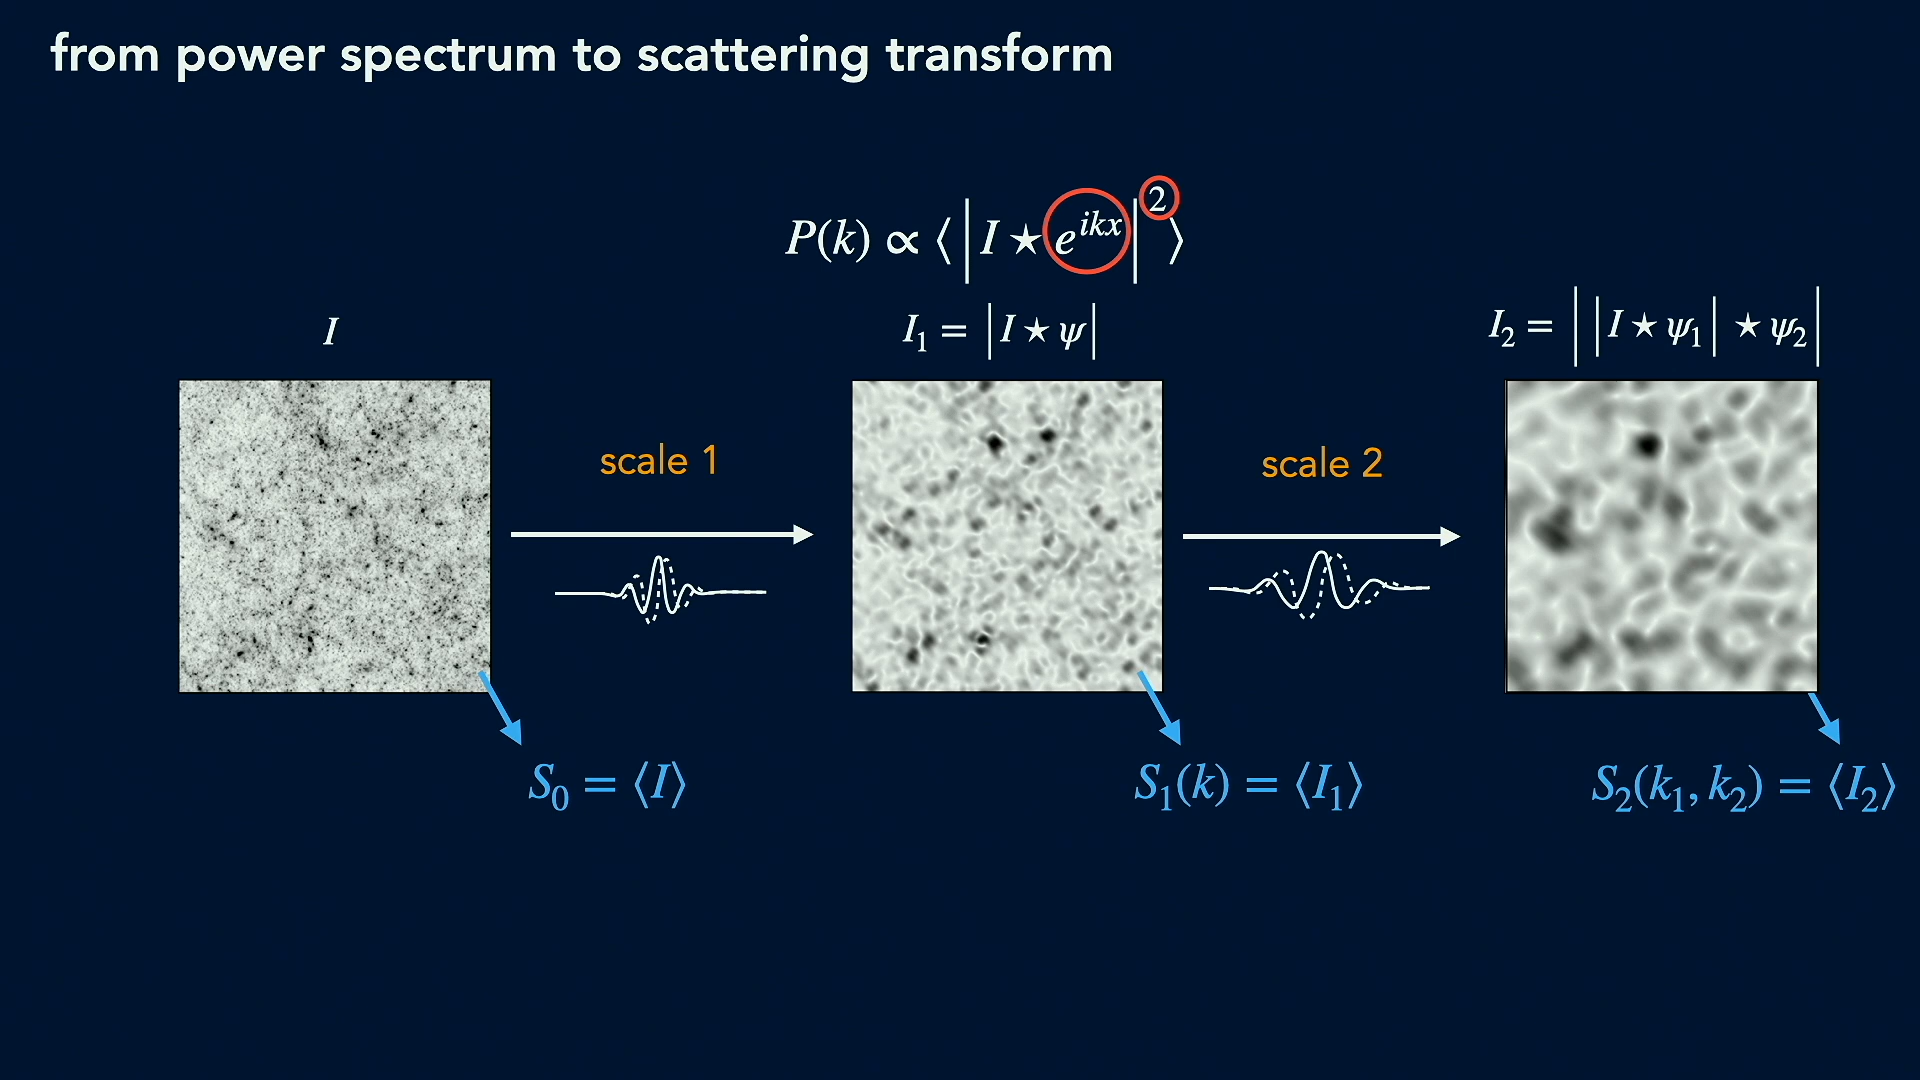 from power spectrum to scattering transform
P(k) ∝ ⟨|I ⋆ e^{ikx}|^2⟩
I
I_1 = |I ⋆ ψ|
I_2 = ||I ⋆ ψ_1| ⋆ ψ_2|
scale 1
scale 2
S_0 = ⟨I⟩
S_1(k) = ⟨I_1⟩
S_2(k_1, k_2) = ⟨I_2⟩